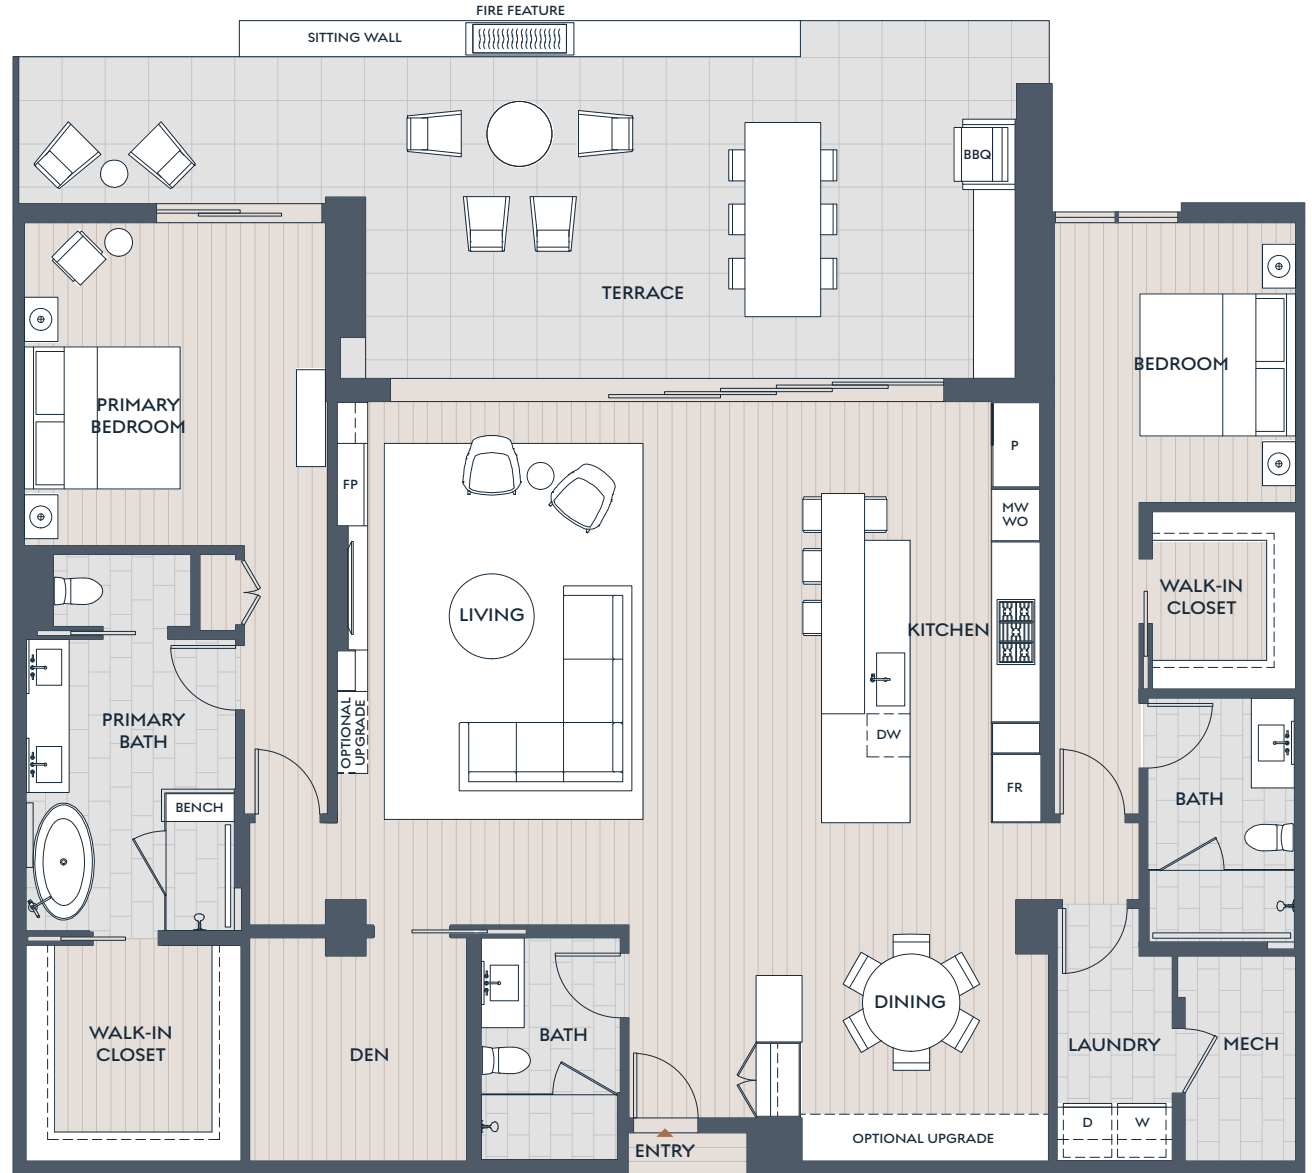 FIRE FEATURE
SITTING WALL
BBQ
TERRACE
BEDROOM
PRIMARY
BEDROOM
P
FP
MW
WO
WALK-IN
CLOSET
LIVING
KITCHEN
OPTIONAL
UPGRADE
PRIMARY
BATH
DW
FR
BENCH
BATH
DINING
WALK-IN
CLOSET
DEN
BATH
LAUNDRY
MECH
D
W
OPTIONAL UPGRADE
ENTRY